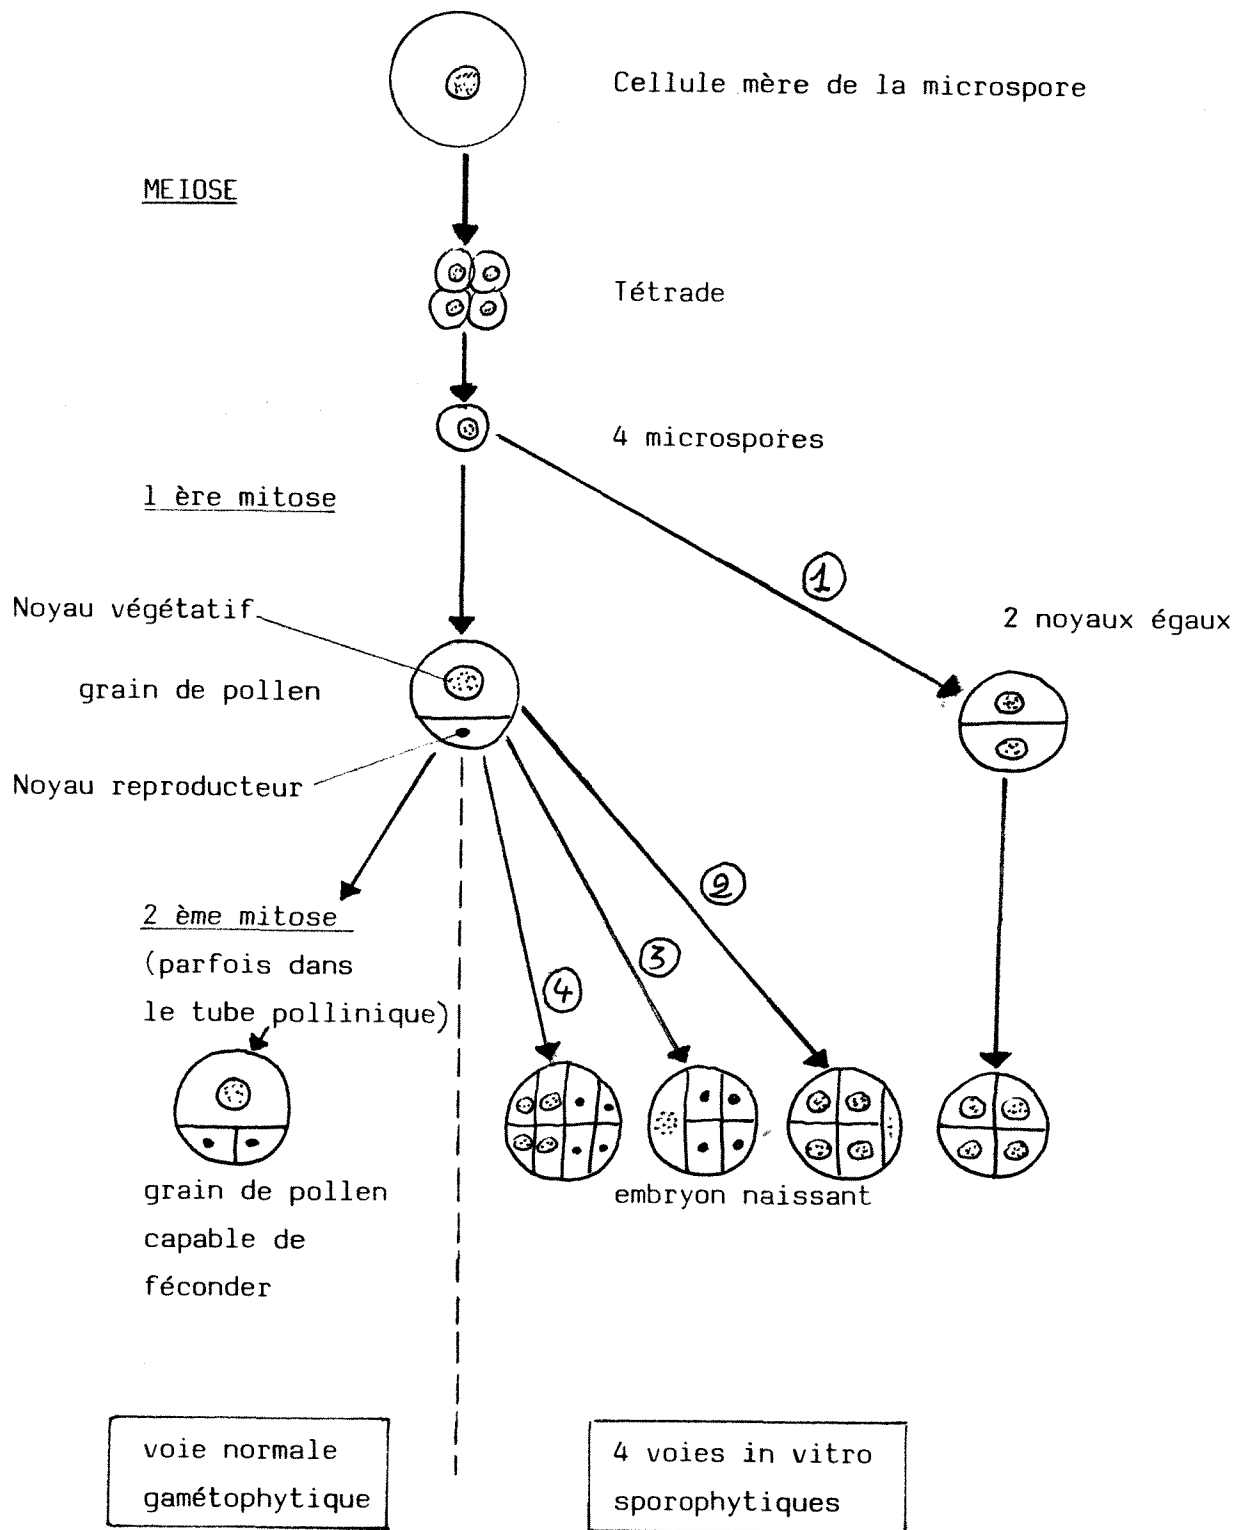 Cellule mère de la microspore
MEIOSE
Tétrade
4 microspores
1 ère mitose
1
Noyau végétatif
2 noyaux égaux
grain de pollen
Noyau reproducteur
2
2 ème mitose
(parfois dans
3
4
le tube pollinique)
grain de pollen
embryon naissant
capable de
féconder
voie normale
gamétophytique
4 voies in vitro
sporophytiques